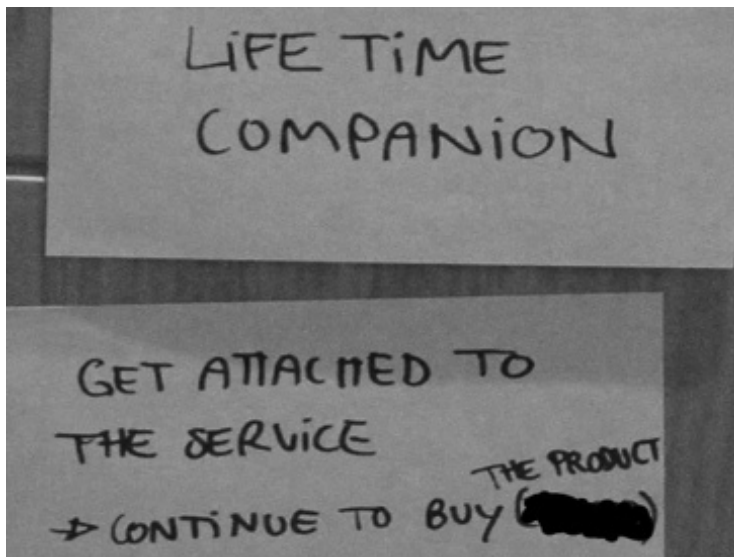 LiFE TiME
COMPANiON
GET ATTACHED TO
THE SERViCE
THE PRODUCT
→ CONTiNUE TO BUY ( )